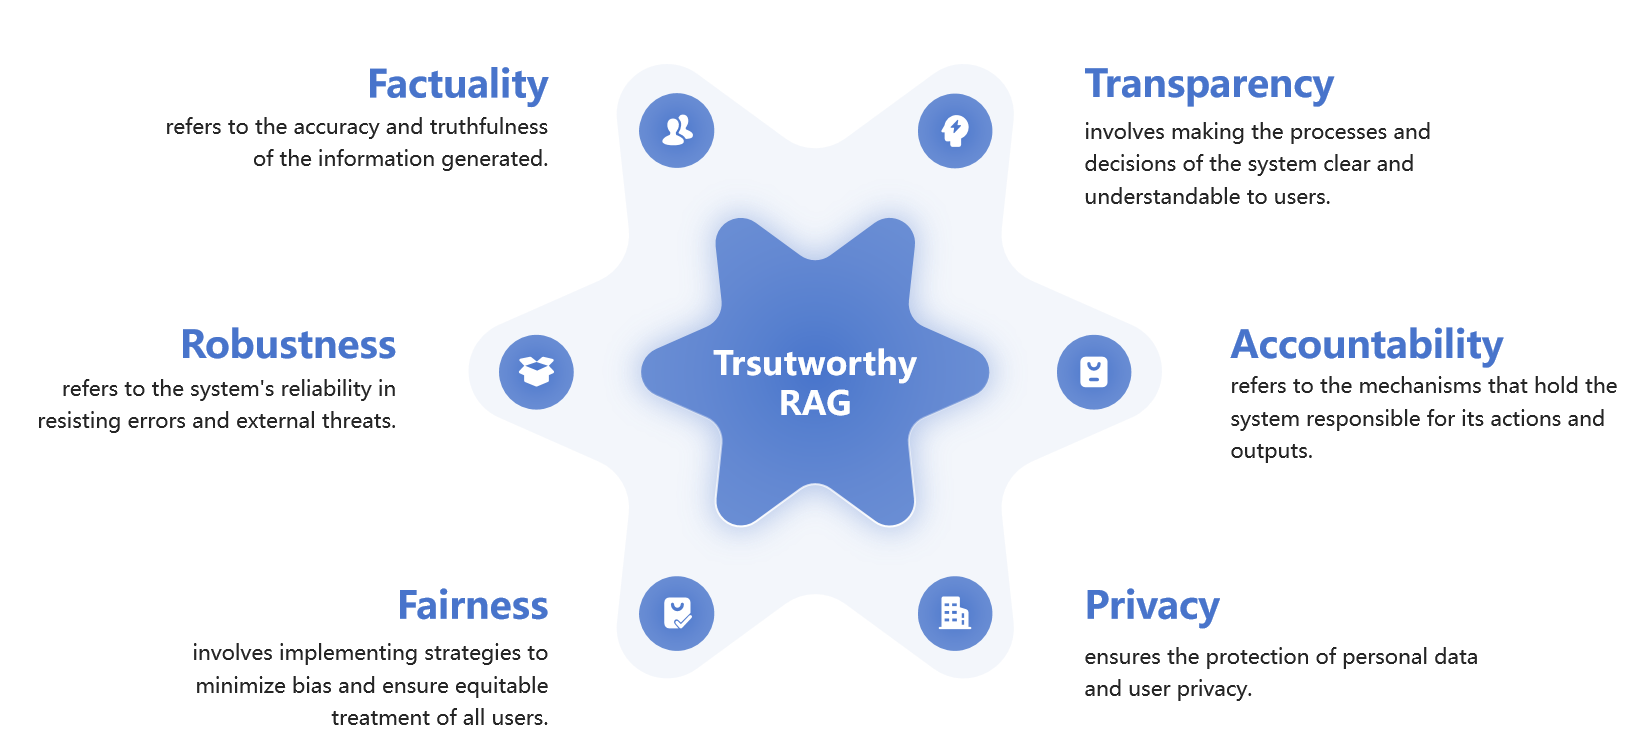 Factuality
refers to the accuracy and truthfulness
of the information generated.
Transparency
involves making the processes and
decisions of the system clear and
understandable to users.
Robustness
refers to the system's reliability in
resisting errors and external threats.
Trsutworthy
RAG
Accountability
refers to the mechanisms that hold the
system responsible for its actions and
outputs.
Fairness
involves implementing strategies to
minimize bias and ensure equitable
treatment of all users.
Privacy
ensures the protection of personal data
and user privacy.